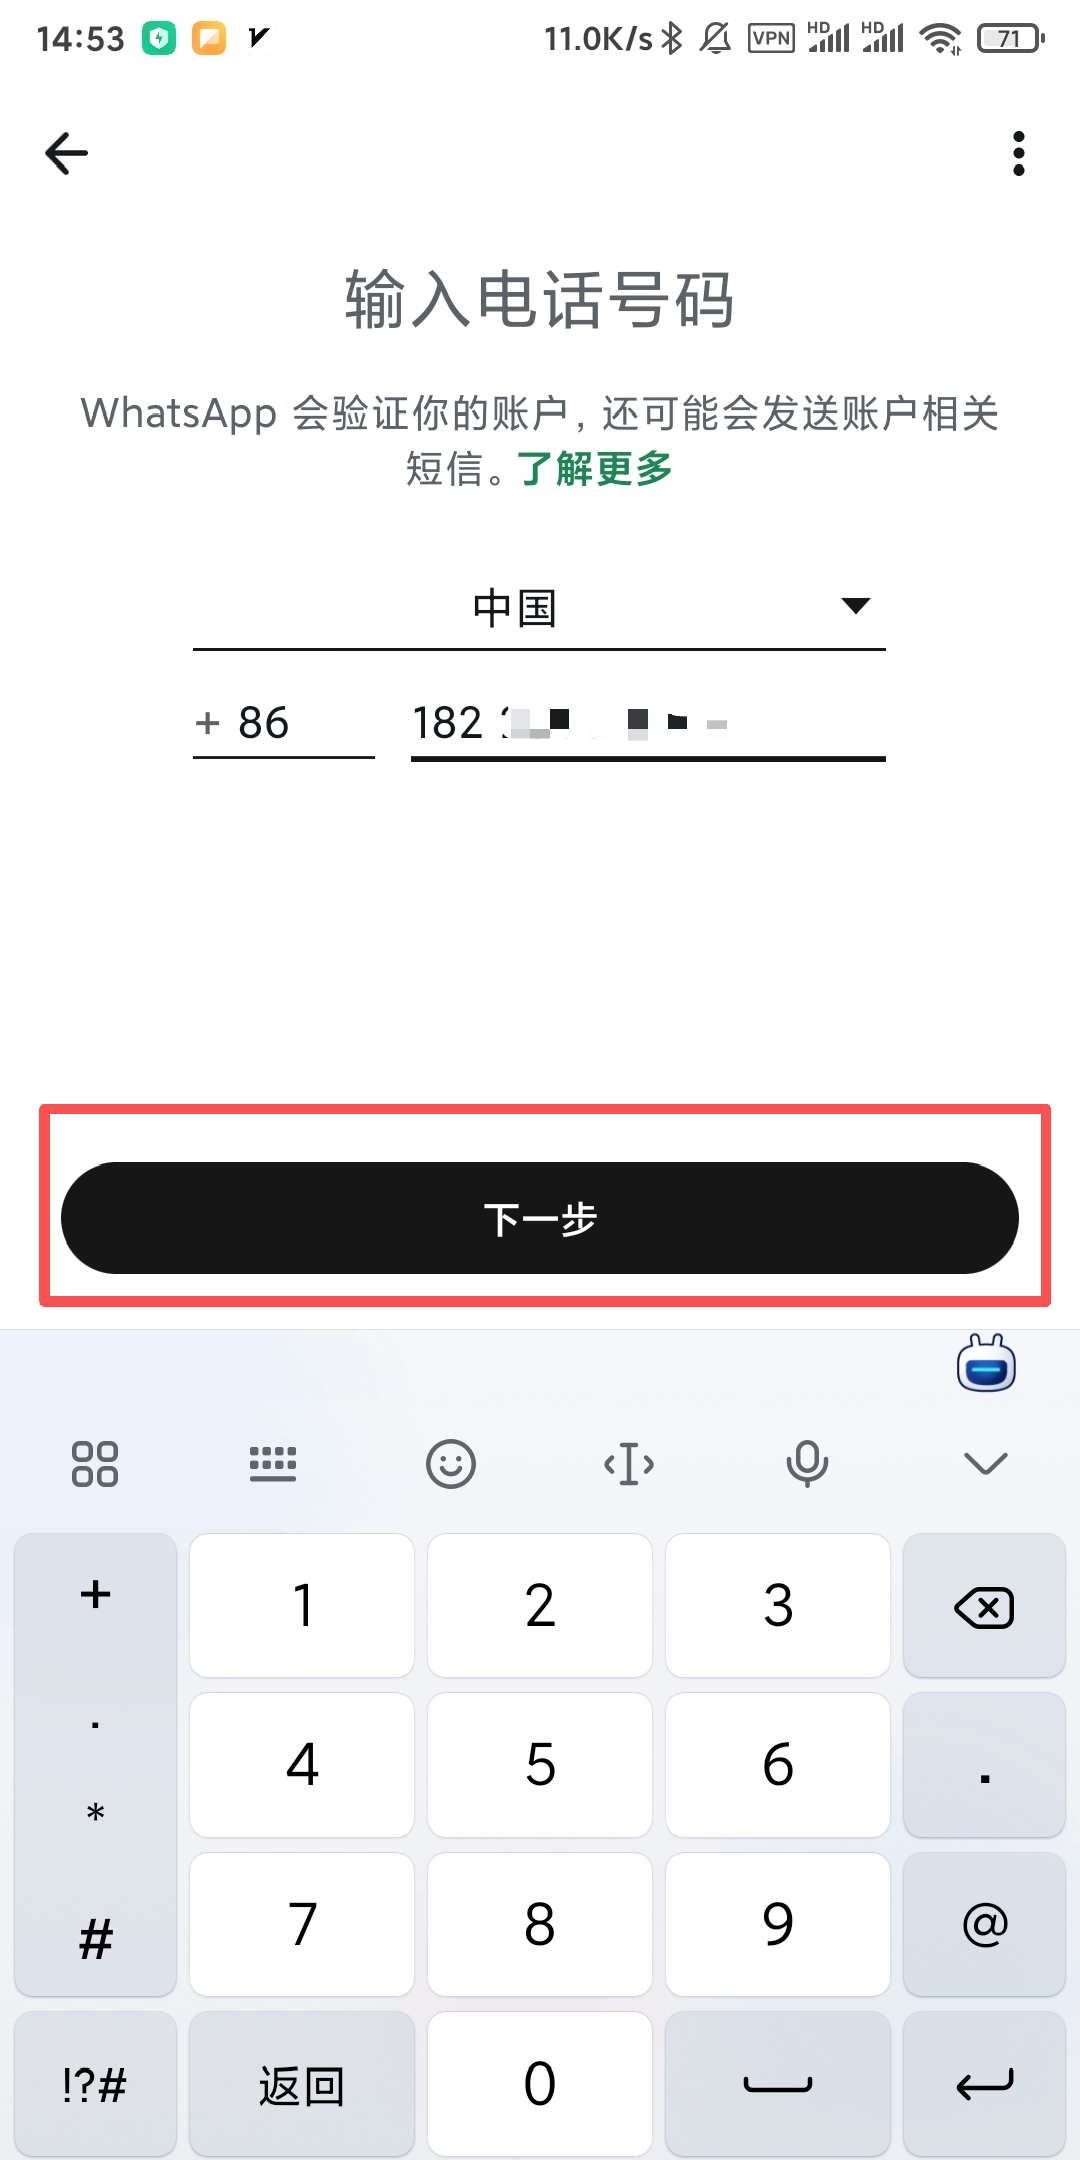 14:53
11.0K/s VPN HD HD 71
输入电话号码
WhatsApp 会验证你的账户，还可能会发送账户相关
短信。了解更多
中国
+ 86 182
下一步
+ 1 2 3
. 4 5 6 .
*
# 7 8 9 @
!?# 返回 0